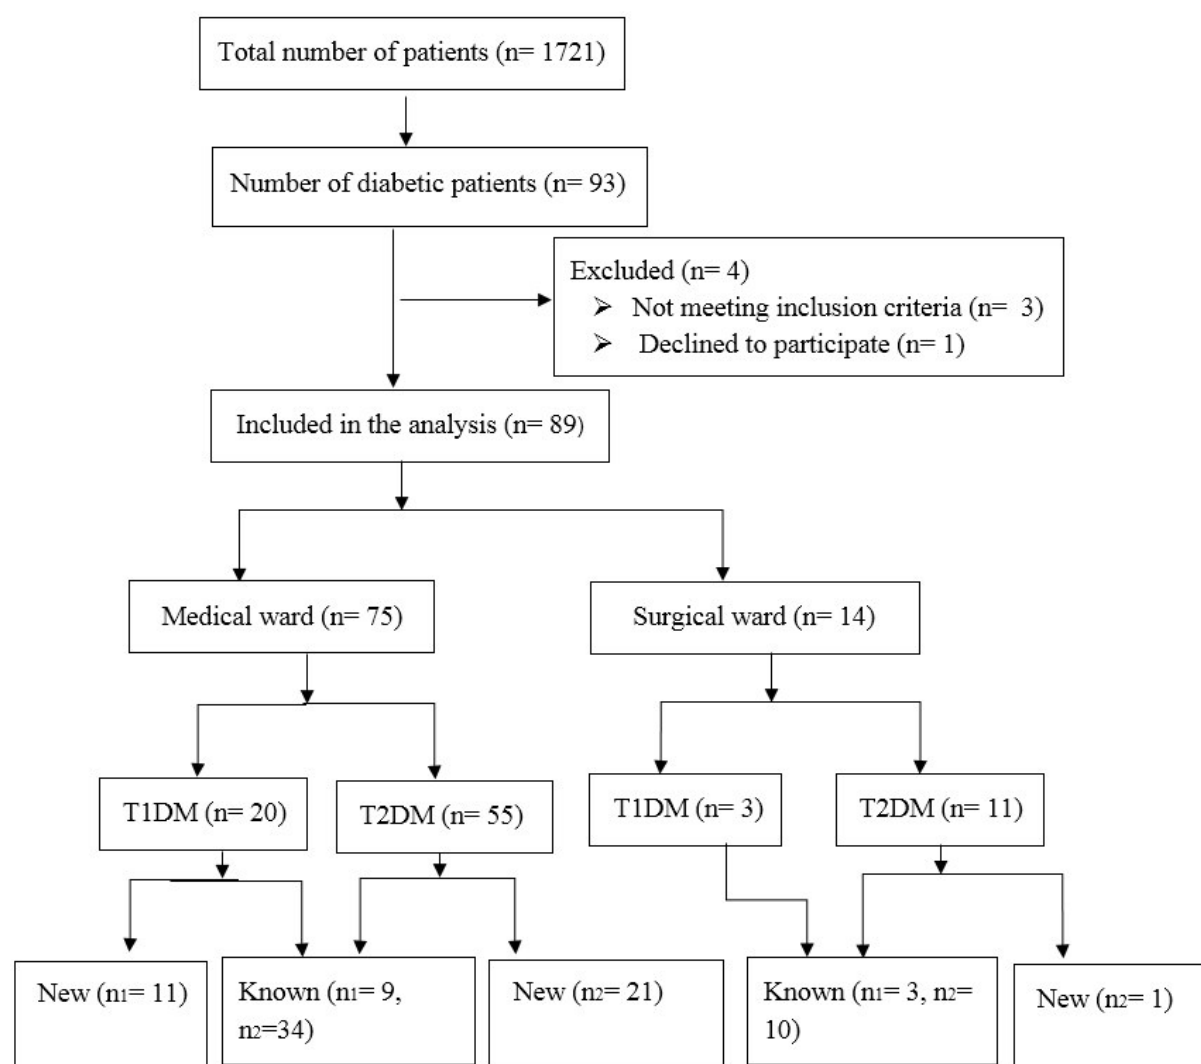 Total number of patients (n= 1721)
Number of diabetic patients (n= 93)
Excluded (n= 4)
➢ Not meeting inclusion criteria (n= 3)
➢ Declined to participate (n= 1)
Included in the analysis (n= 89)
Medical ward (n= 75)
Surgical ward (n= 14)
T1DM (n= 20)
T2DM (n= 55)
T1DM (n= 3)
T2DM (n= 11)
New (n1= 11)
Known (n1= 9,
n2=34)
New (n2= 21)
Known (n1= 3, n2=
10)
New (n2= 1)